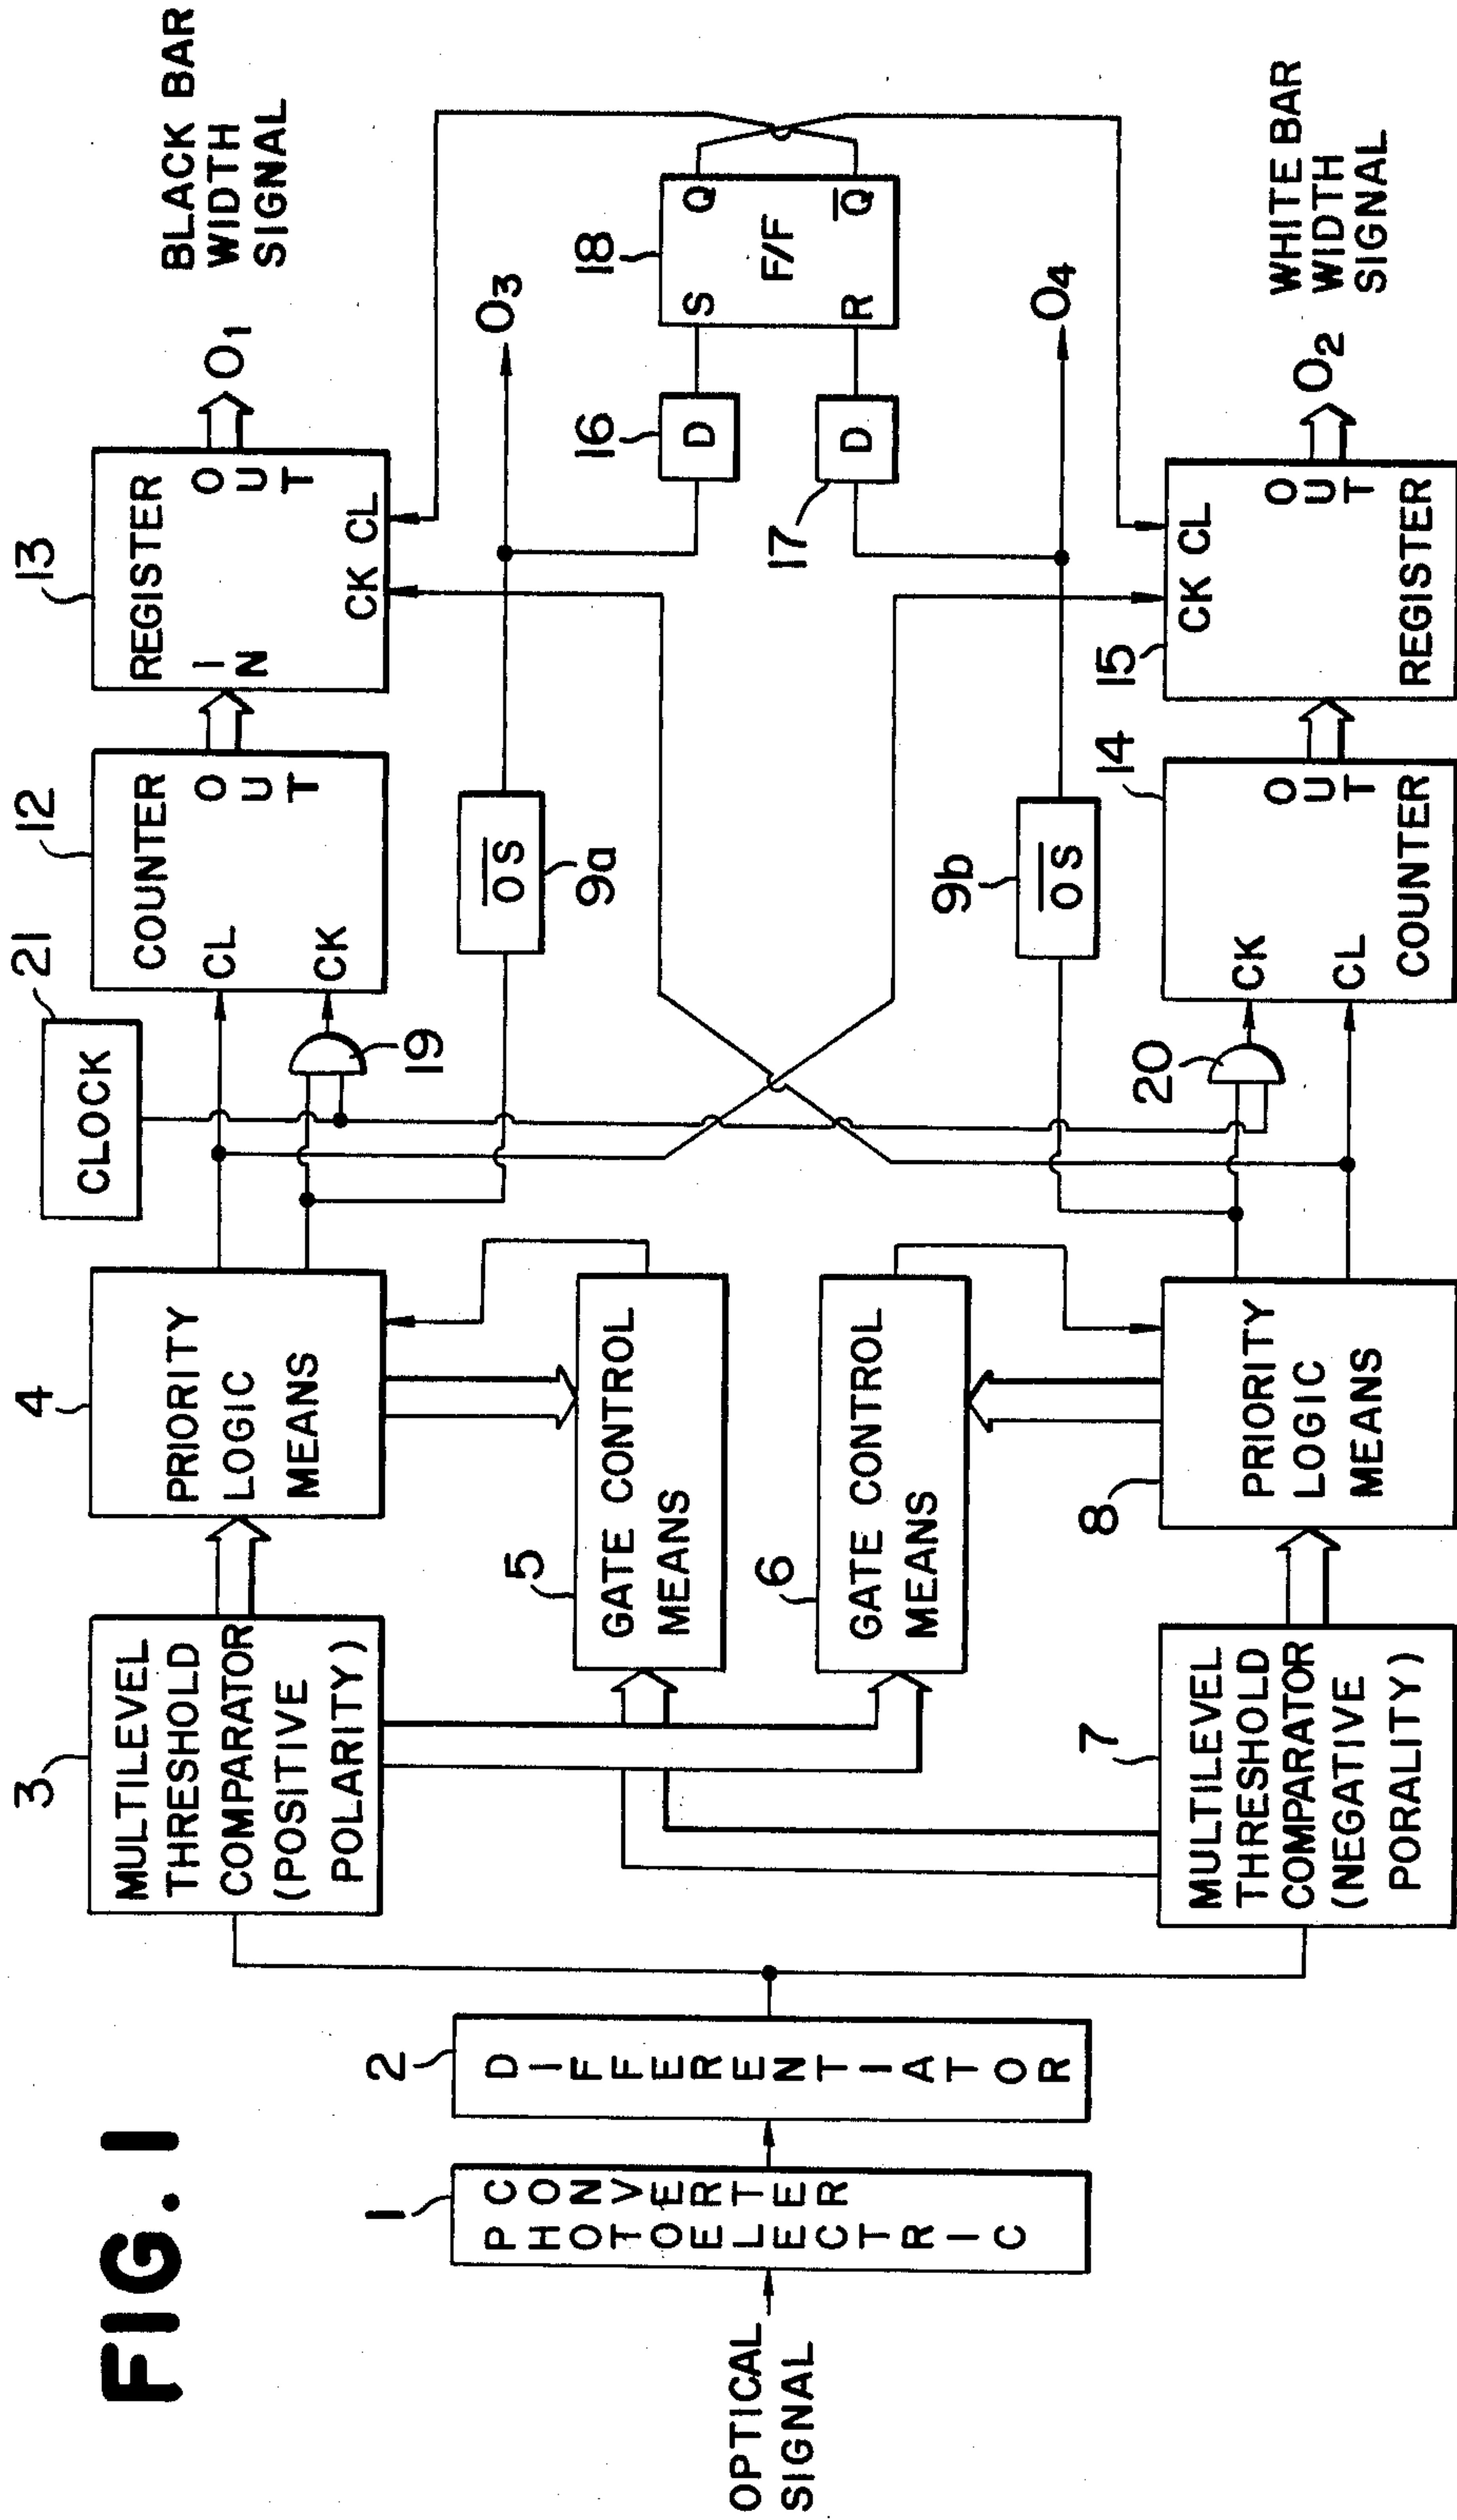 FIG. 1
OPTICAL
SIGNAL
1
PHOTOELECTRIC
CONVERTER
2
DIFFERENTIATOR
3
MULTILEVEL
THRESHOLD
COMPARATOR
(POSITIVE
POLARITY)
4
PRIORITY
LOGIC
MEANS
5
GATE CONTROL
MEANS
6
GATE CONTROL
MEANS
7
MULTILEVEL
THRESHOLD
COMPARATOR
(NEGATIVE
PORALITY)
8
PRIORITY
LOGIC
MEANS
21
CLOCK
19
20
12
COUNTER
CL
CK
OUT
9a
OS
9b
OS
14
CK
CL
OUT
COUNTER
13
REGISTER
IN
OUT
CK CL
15
CK CL
OUT
REGISTER
16
D
17
D
18
S
R
F/F
Q
Q
O1
BLACK BAR
WIDTH
SIGNAL
O3
O4
O2
WHITE BAR
WIDTH
SIGNAL